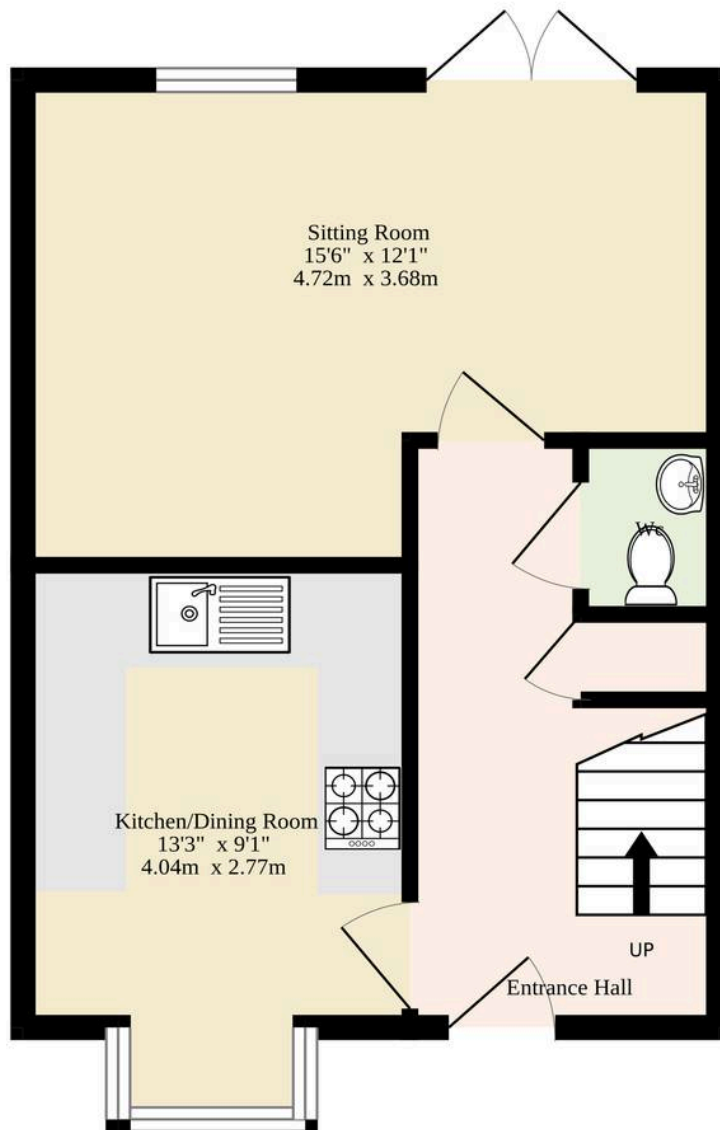 Sitting Room
15'6" x 12'1"
4.72m x 3.68m
Wc
Kitchen/Dining Room
13'3" x 9'1"
4.04m x 2.77m
UP
Entrance Hall